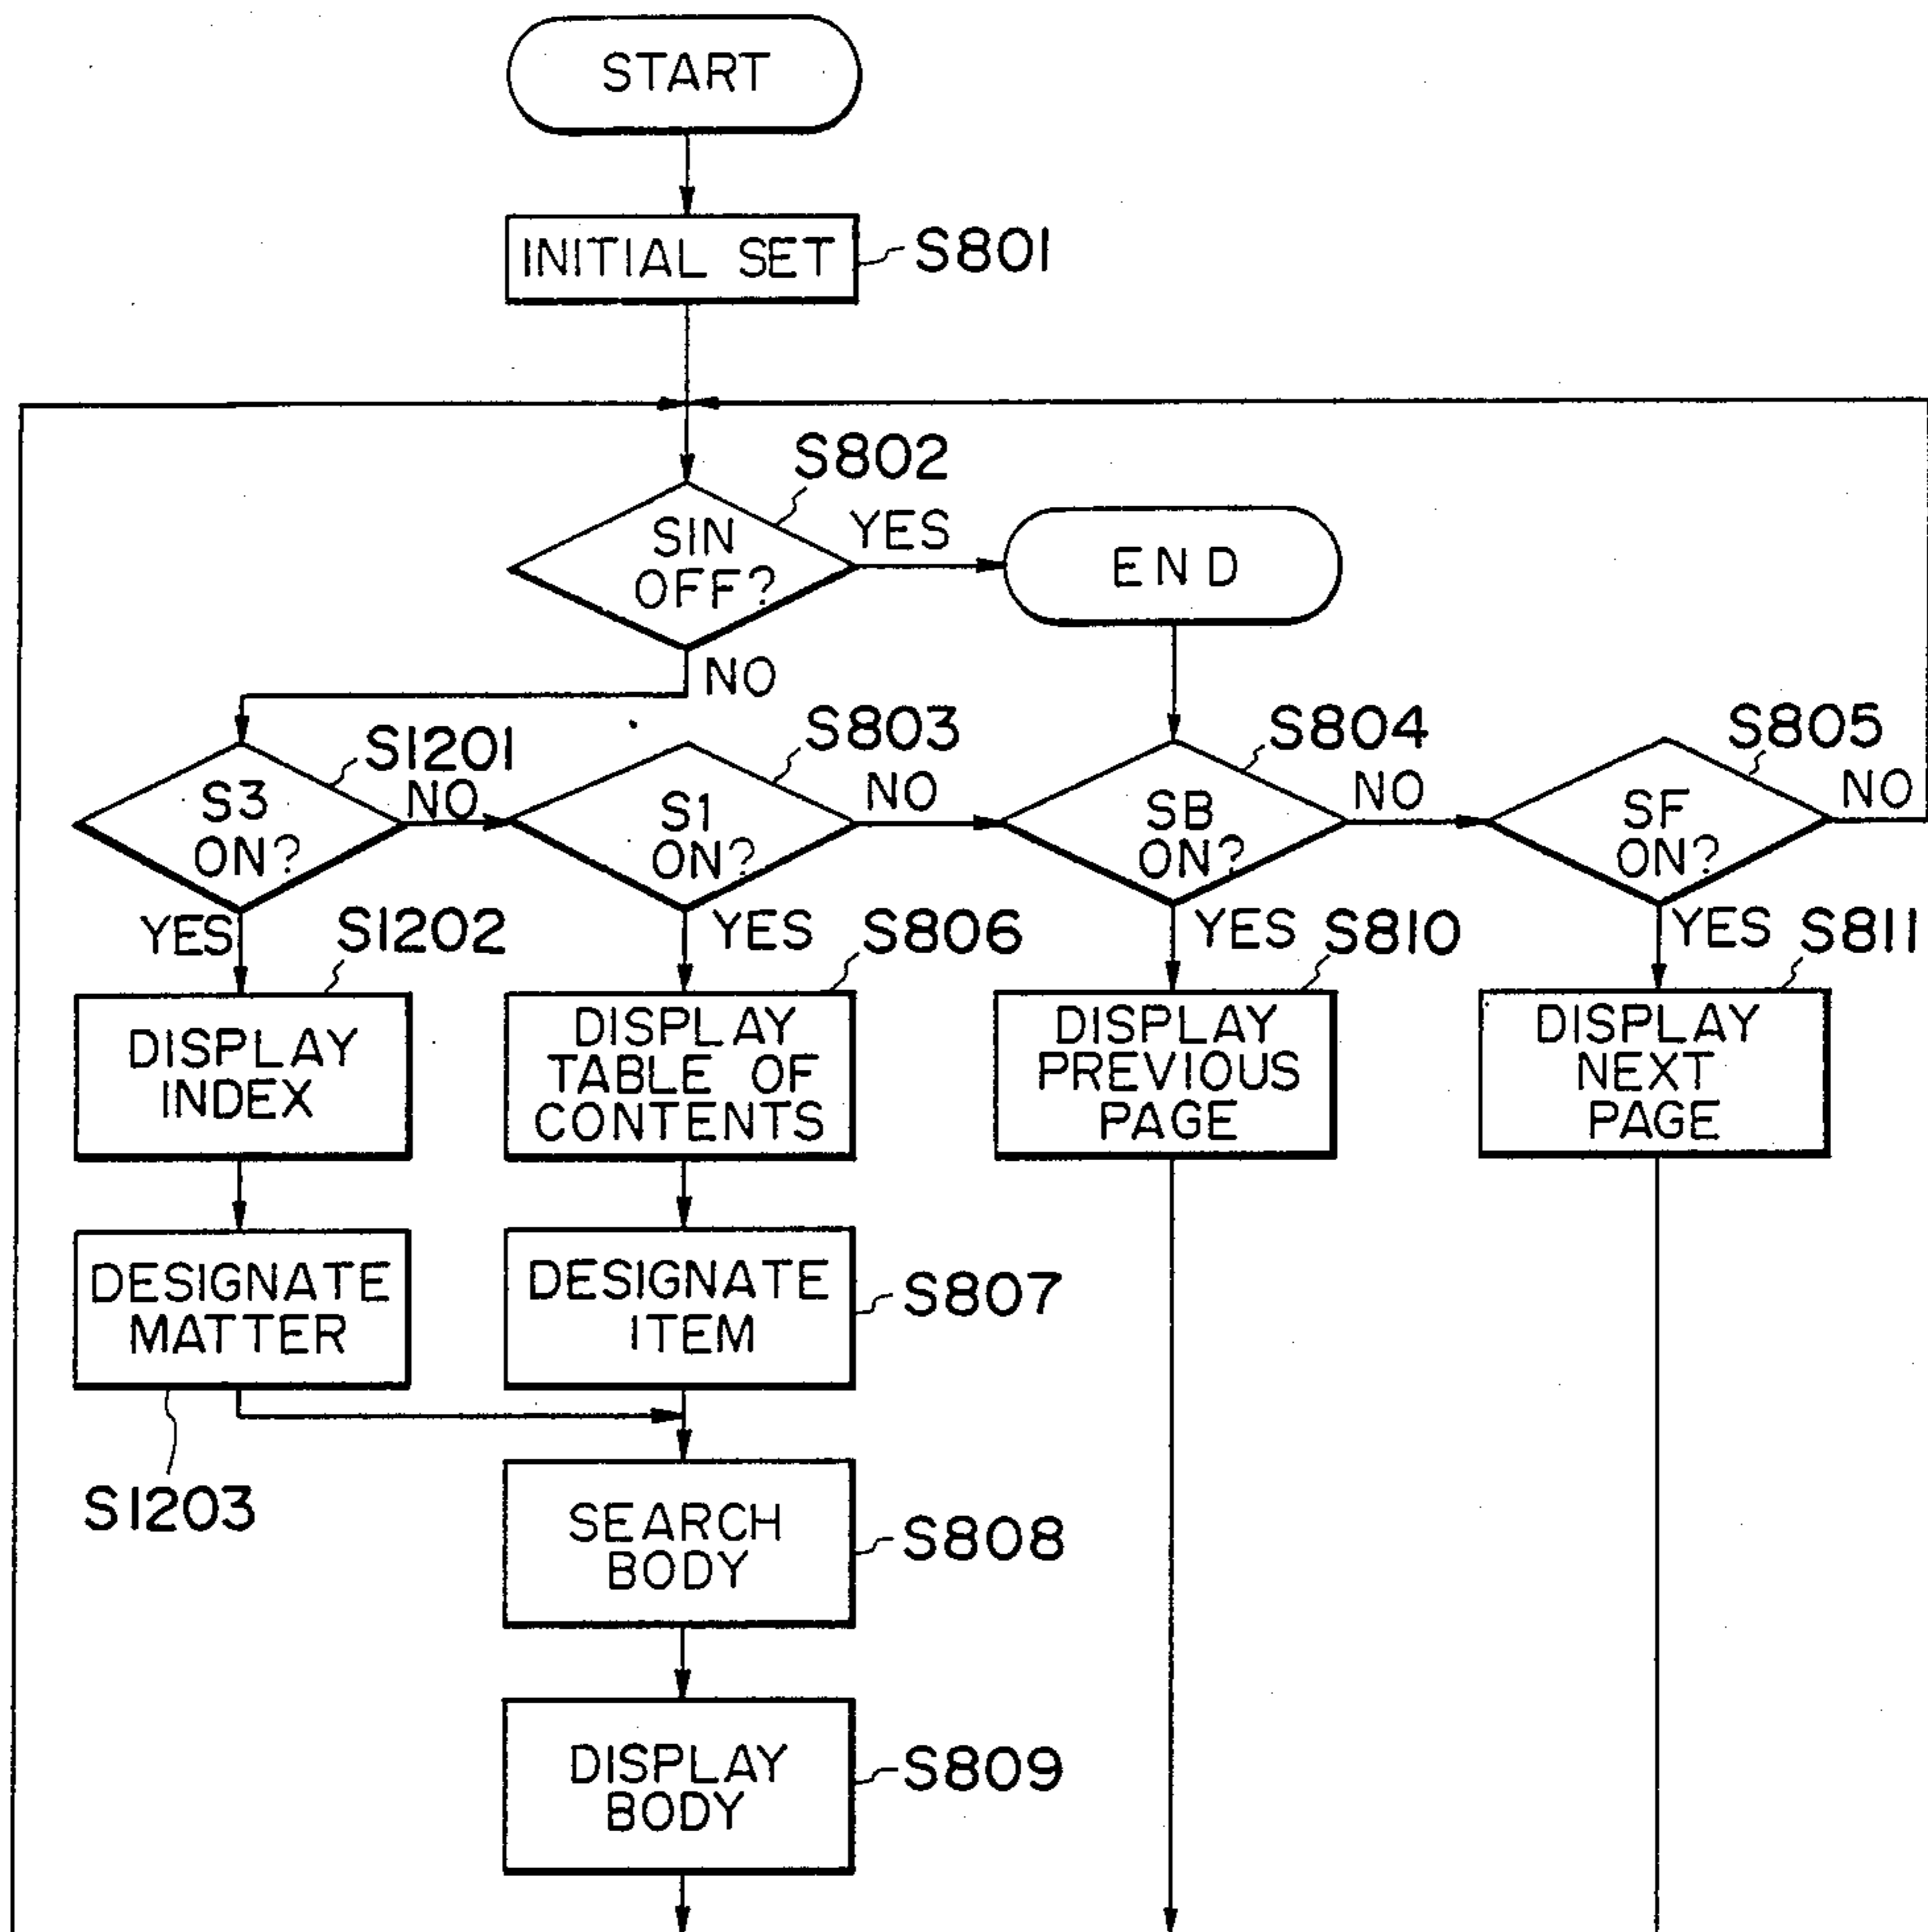 START
INITIAL SET
S801
S802
SIN
OFF?
YES
END
NO
S1201
S3
ON?
NO
S803
S1
ON?
NO
S804
SB
ON?
NO
S805
SF
ON?
NO
YES
S1202
YES
S806
YES
S810
YES
S811
DISPLAY
INDEX
DISPLAY
TABLE OF
CONTENTS
DISPLAY
PREVIOUS
PAGE
DISPLAY
NEXT
PAGE
DESIGNATE
MATTER
DESIGNATE
ITEM
S807
S1203
SEARCH
BODY
S808
DISPLAY
BODY
S809